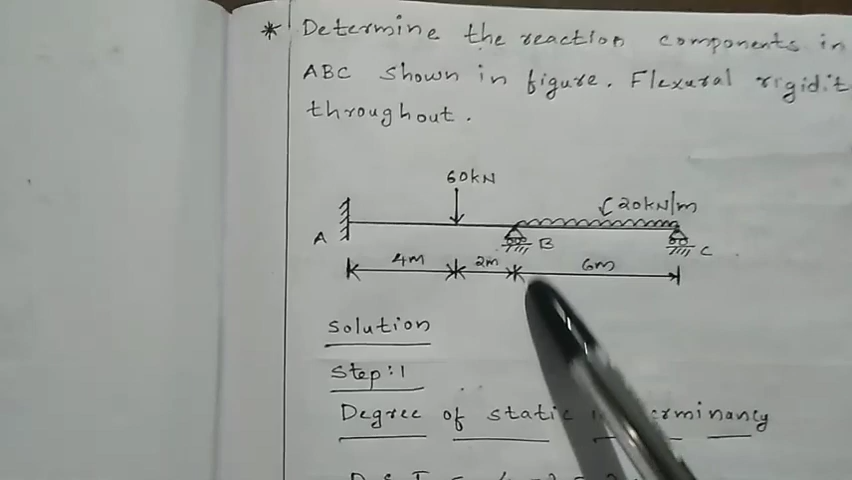 * Determine the reaction components in
ABC shown in figure. Flexural rigidit
throughout.
60kN
20kN/m
A
B
C
4m
2m
6m
Solution
Step:1
Degree of static